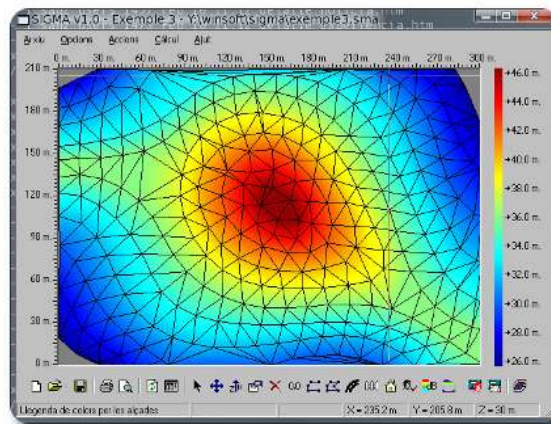 SIGMA v1.0 - Exemple 3 - Y:\winsoft\sigma\exemple3.sma
Arxiu Opcions Accions Càlcul Ajut
0 m. 30 m. 60 m. 90 m. 120 m. 150 m. 180 m. 210 m. 240 m. 270 m. 300 m.
210 m.
180 m.
150 m.
120 m.
90 m.
60 m.
30 m.
0 m.
+46.0 m.
+44.0 m.
+42.0 m.
+40.0 m.
+38.0 m.
+36.0 m.
+34.0 m.
+32.0 m.
+30.0 m.
+28.0 m.
+26.0 m.
Llegenda de colors per les alçades X = 235.2 m Y = 205.8 m Z = 30 m